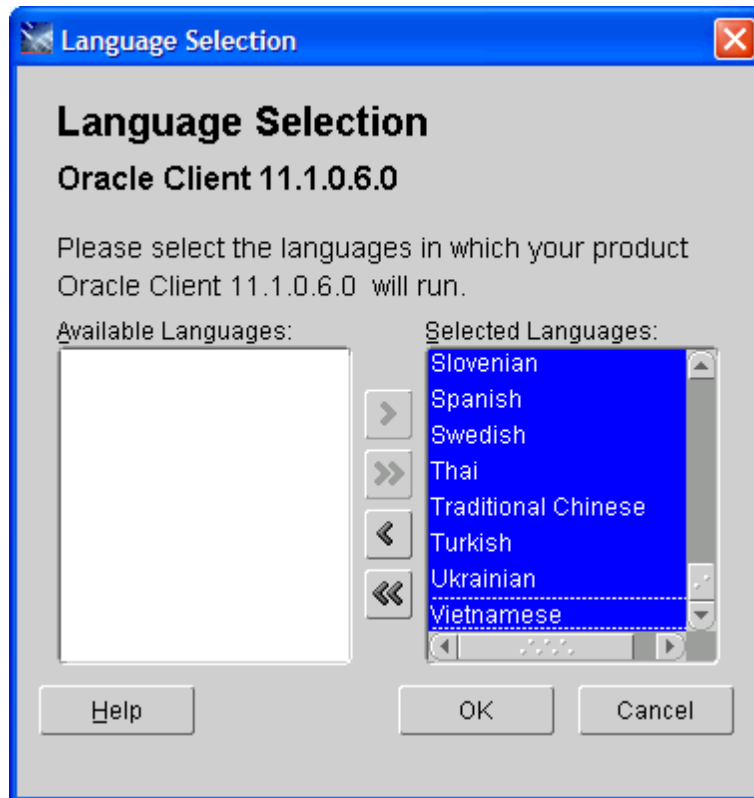 Language Selection
Language Selection
Oracle Client 11.1.0.6.0
Please select the languages in which your product
Oracle Client 11.1.0.6.0 will run.
Available Languages:
Selected Languages:
Slovenian
Spanish
Swedish
Thai
Traditional Chinese
Turkish
Ukrainian
Vietnamese
Help
OK
Cancel